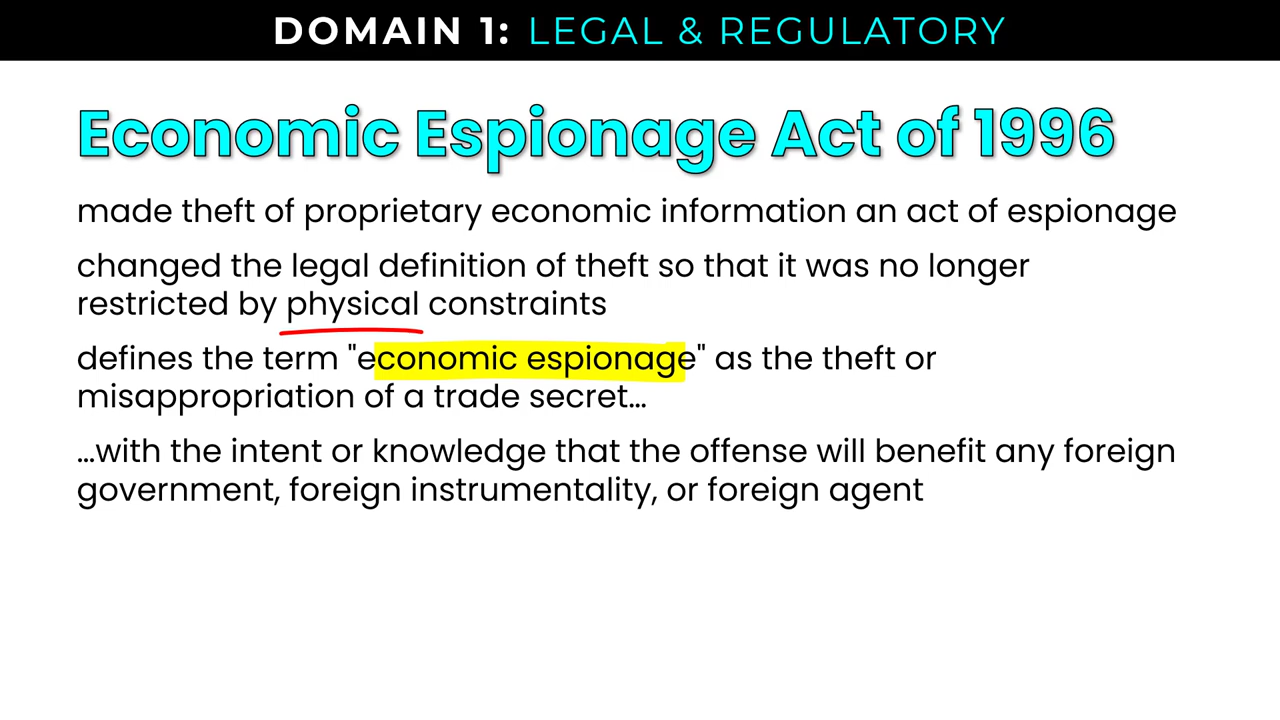 DOMAIN 1: LEGAL & REGULATORY
Economic Espionage Act of 1996
made theft of proprietary economic information an act of espionage
changed the legal definition of theft so that it was no longer
restricted by physical constraints
defines the term "economic espionage" as the theft or
misappropriation of a trade secret…
…with the intent or knowledge that the offense will benefit any foreign
government, foreign instrumentality, or foreign agent